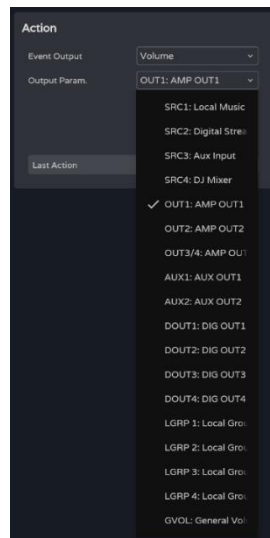 Action
Event Output Volume
Output Param. OUT1: AMP OUT1
SRC1: Local Music
SRC2: Digital Strea
SRC3: Aux Input
Last Action
SRC4: DJ Mixer
OUT1: AMP OUT1
OUT2: AMP OUT2
OUT3/4: AMP OUT
AUX1: AUX OUT1
AUX2: AUX OUT2
DOUT1: DIG OUT1
DOUT2: DIG OUT2
DOUT3: DIG OUT3
DOUT4: DIG OUT4
LGRP 1: Local Grou
LGRP 2: Local Grou
LGRP 3: Local Grou
LGRP 4: Local Grou
GVOL: General Vol